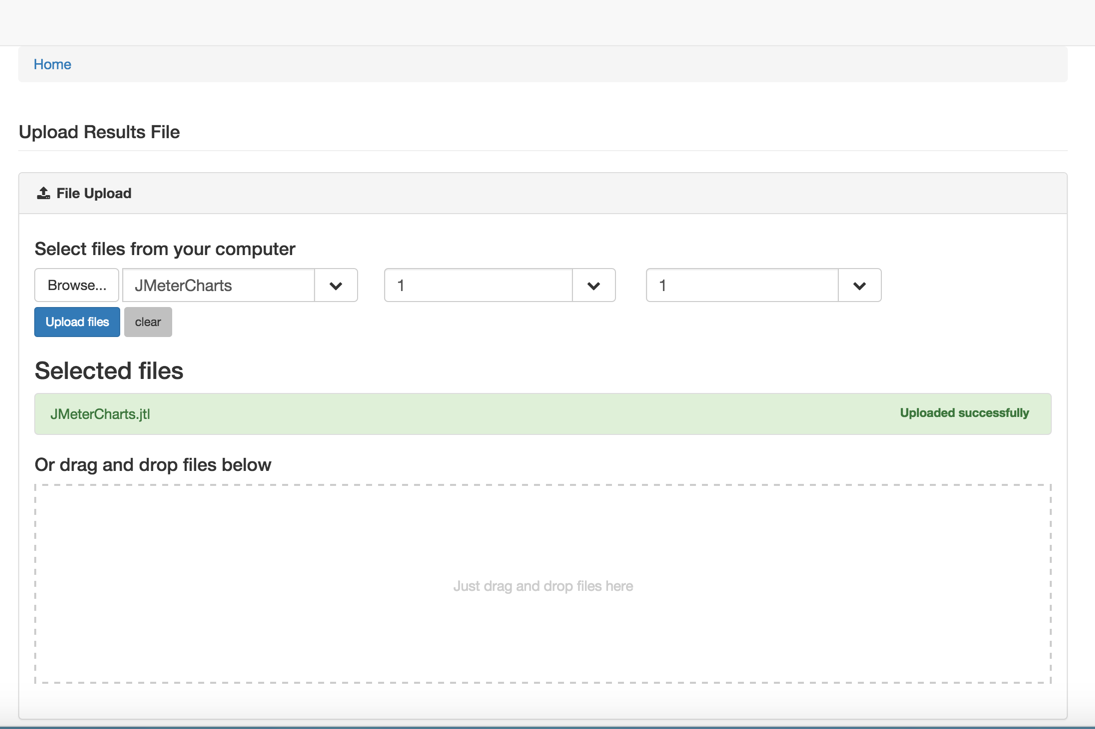 Home
Upload Results File
File Upload
Select files from your computer
Browse... JMeterCharts 1 1
Upload files clear
Selected files
JMeterCharts.jtl Uploaded successfully
Or drag and drop files below
Just drag and drop files here